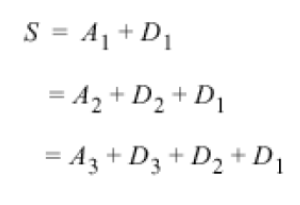 S = A₁ + D₁
= A₂ + D₂ + D₁
= A₃ + D₃ + D₂ + D₁